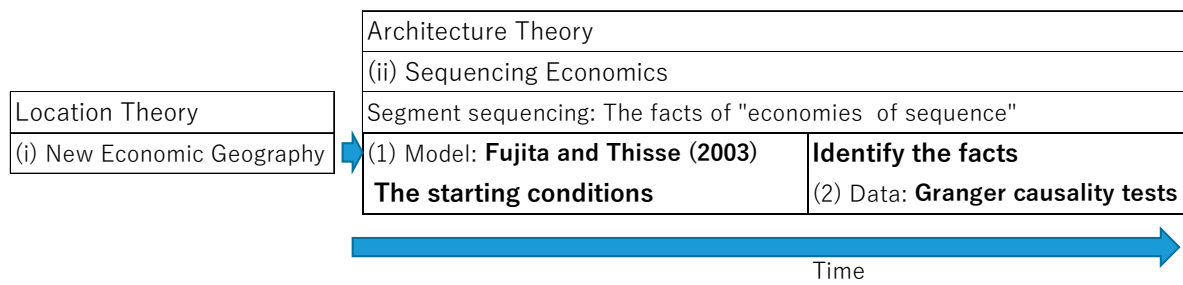 Location Theory
(i) New Economic Geography
Architecture Theory
(ii) Sequencing Economics
Segment sequencing: The facts of "economies of sequence"
(1) Model: Fujita and Thisse (2003)
The starting conditions
Identify the facts
(2) Data: Granger causality tests
Time